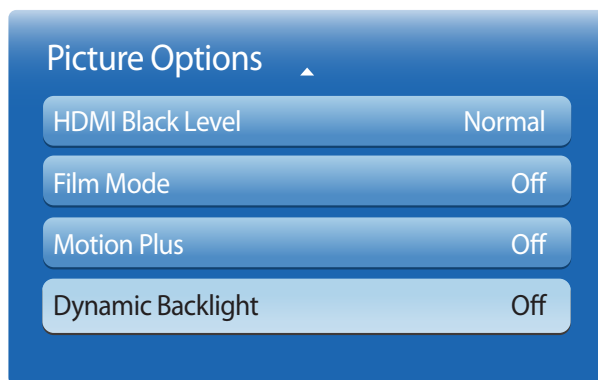 Picture Options
HDMI Black Level Normal
Film Mode Off
Motion Plus Off
Dynamic Backlight Off